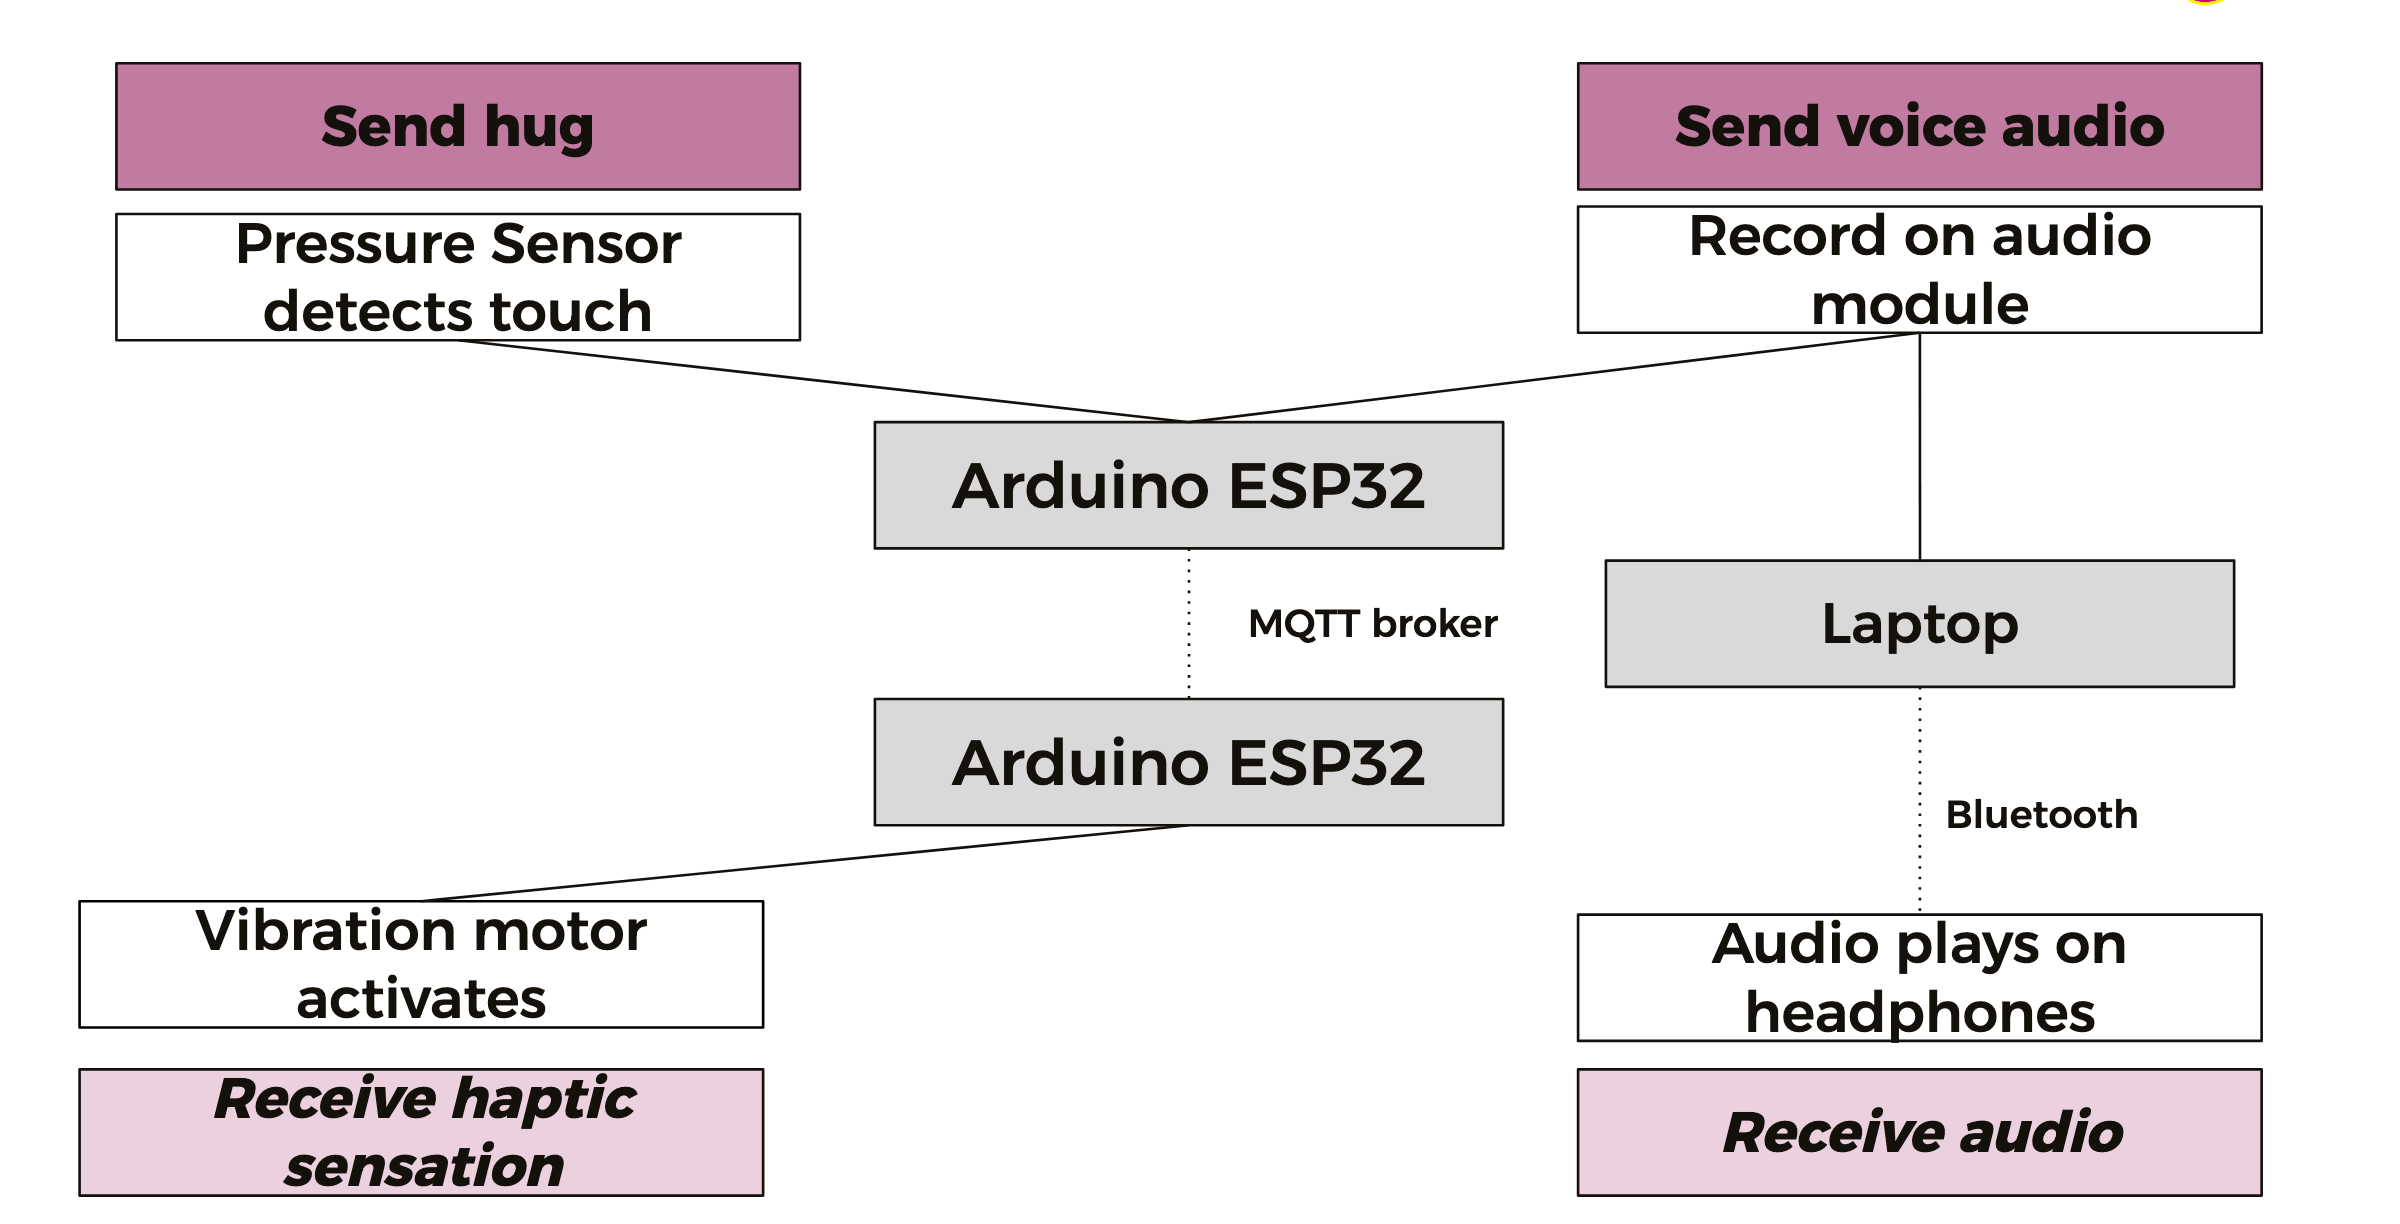 Send hug
Send voice audio
Pressure Sensor
detects touch
Record on audio
module
Arduino ESP32
MQTT broker
Laptop
Arduino ESP32
Bluetooth
Vibration motor
activates
Audio plays on
headphones
Receive haptic
sensation
Receive audio